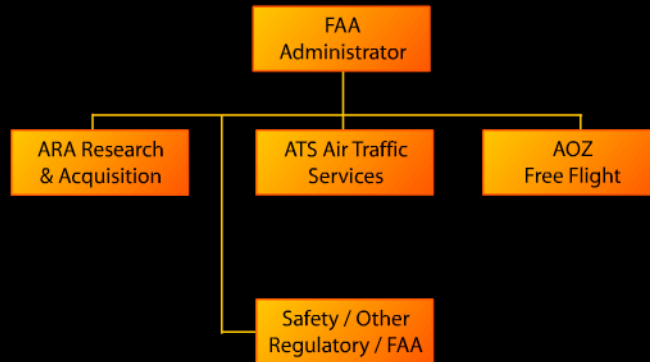 FAA
Administrator
ARA Research
& Acquisition
ATS Air Traffic
Services
AOZ
Free Flight
Safety / Other
Regulatory / FAA